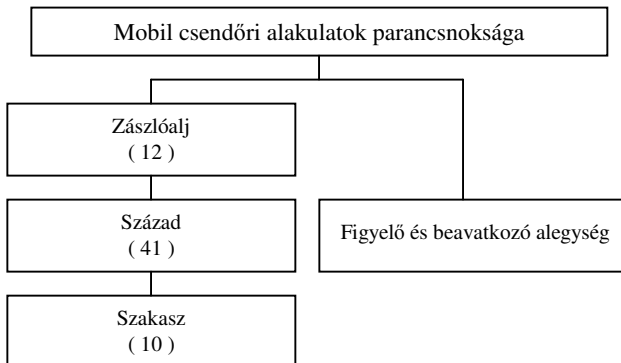 Mobil csendőri alakulatok parancsnoksága
Zászlóalj
( 12 )
Század
( 41 )
Figyelő és beavatkozó alegység
Szakasz
( 10 )